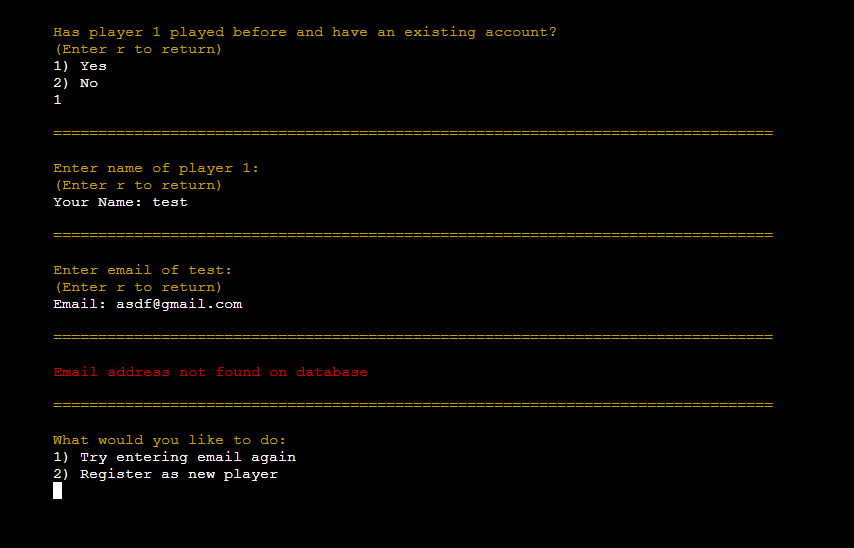 Has player 1 played before and have an existing account?
(Enter r to return)
1) Yes
2) No
1
================================================================================
Enter name of player 1:
(Enter r to return)
Your Name: test
================================================================================
Enter email of test:
(Enter r to return)
Email: asdf@gmail.com
================================================================================
Email address not found on database
================================================================================
What would you like to do:
1) Try entering email again
2) Register as new player